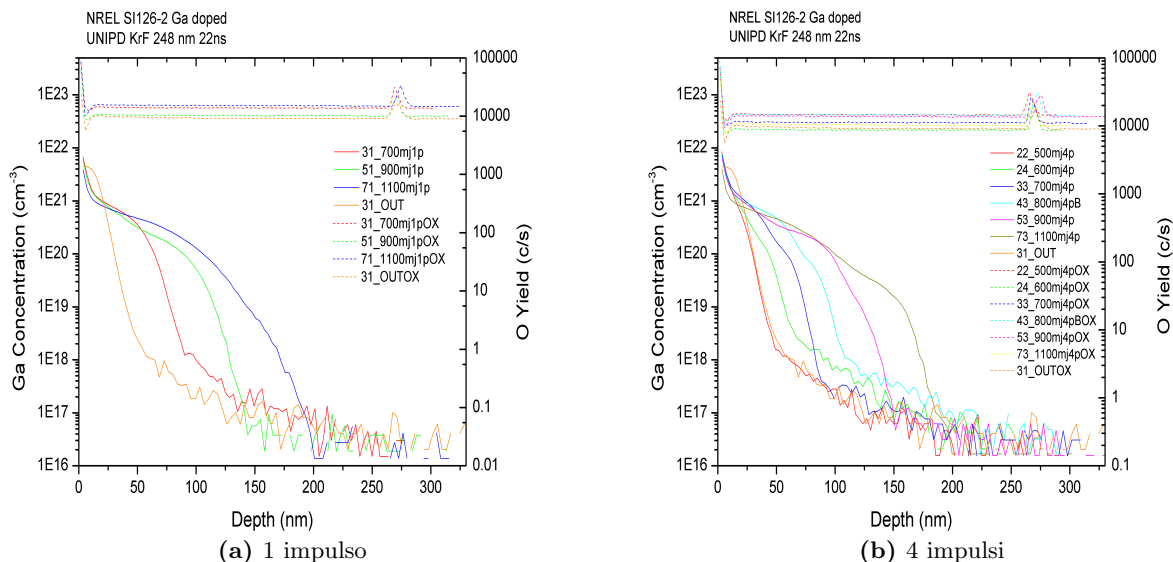 NREL SI126-2 Ga doped
UNIPD KrF 248 nm 22ns
Ga Concentration (cm⁻³)
1E23
1E22
1E21
1E20
1E19
1E18
1E17
1E16
0 50 100 150 200 250 300
Depth (nm)
100000
10000
1000
100
10
1
0.1
0.01
O Yield (c/s)
31_700mj1p
51_900mj1p
71_1100mj1p
31_OUT
31_700mj1pOX
51_900mj1pOX
71_1100mj1pOX
31_OUTOX
(a) 1 impulso
NREL SI126-2 Ga doped
UNIPD KrF 248 nm 22ns
Ga Concentration (cm⁻³)
1E23
1E22
1E21
1E20
1E19
1E18
1E17
1E16
0 50 100 150 200 250 300
Depth (nm)
100000
10000
1000
100
10
1
0.1
O Yield (c/s)
22_500mj4p
24_600mj4p
33_700mj4p
43_800mj4pB
53_900mj4p
73_1100mj4p
31_OUT
22_500mj4pOX
24_600mj4pOX
33_700mj4pOX
43_800mj4pBOX
53_900mj4pOX
73_1100mj4pOX
31_OUTOX
(b) 4 impulsi